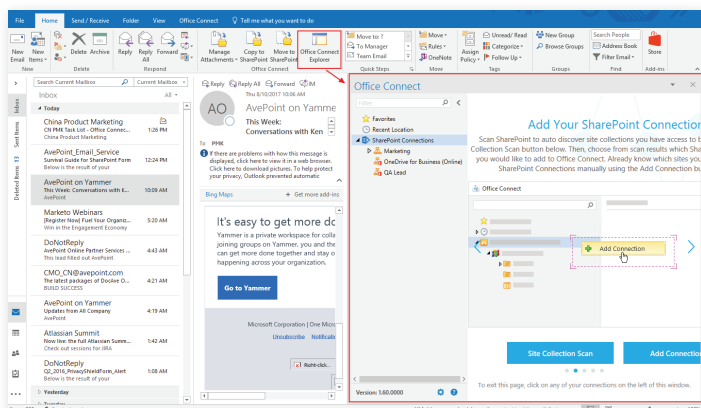 File Home Send / Receive Folder View Office Connect Tell me what you want to do
New Email New Items Delete Archive Reply Reply All Forward Manage Attachments Copy to SharePoint Move to SharePoint Office Connect Explorer Move to: ? To Manager Team Email Move Rules OneNote Assign Policy Unread/ Read Categorize Follow Up New Group Browse Groups Search People Address Book Filter Email Store
New Delete Respond Office Connect Quick Steps Move Tags Groups Find Add-ins
Inbox
Sent Items
Deleted Items 13
Search Current Mailbox Current Mailbox
Inbox All
Today
China Product Marketing
CN PMK Task List - Office Connec... 1:26 PM
China Product Marketing
AvePoint_Email_Service
Survival Guide for SharePoint Form 12:24 PM
Below is the result of your
AvePoint on Yammer
This Week: Conversations with K... 10:09 AM
AvePoint
Marketo Webinars
[Register Now] Fuel Your Organiz... 5:20 AM
Win in the Engagement Economy
DoNotReply
AvePoint Online Partner Services ... 4:43 AM
This lead filled out AvePoint
CMO_CN@avepoint.com
The latest packages of DocAve O... 4:21 AM
BUILD SUCCESS
AvePoint on Yammer
Updates from All Company 4:19 AM
AvePoint
Atlassian Summit
Now live: the full Atlassian Summ... 1:42 AM
Check out sessions for JIRA
DoNotReply
Q2_2016_PrivacyShieldForm_Alert 1:08 AM
Below is the result of your
Yesterday
Tuesday
Reply Reply All Forward IM
Thu 8/10/2017 10:06 AM
AO
AvePoint on Yamme
This Week:
Conversations with Ken
To PMK
If there are problems with how this message is
displayed, click here to view it in a web browser.
Click here to download pictures. To help protect
your privacy, Outlook prevented automatic
Bing Maps + Get more add-ins
It's easy to get more dc
Yammer is a private workspace for colla
joining groups on Yammer, you and the
can get more done together and stay o
happening across your organization.
Go to Yammer
Microsoft Corporation | One Micro
Unsubscribe Notificatio
Right-click...
Office Connect
Filter
Favorites
Recent Location
SharePoint Connections
Marketing
OneDrive for Business (Online)
QA Lead
Version: 1.60.0000
Add Your SharePoint Connection
Scan SharePoint to auto discover site collections you have access to b
Collection Scan button below. Then, choose from scan results which Sha
you would like to add to Office Connect. Already know which sites you
SharePoint Connections manually using the Add Connection bu
Office Connect
Add Connection
Site Collection Scan Add Connectio
To exit this page, click on any of your connections on the left of this window.